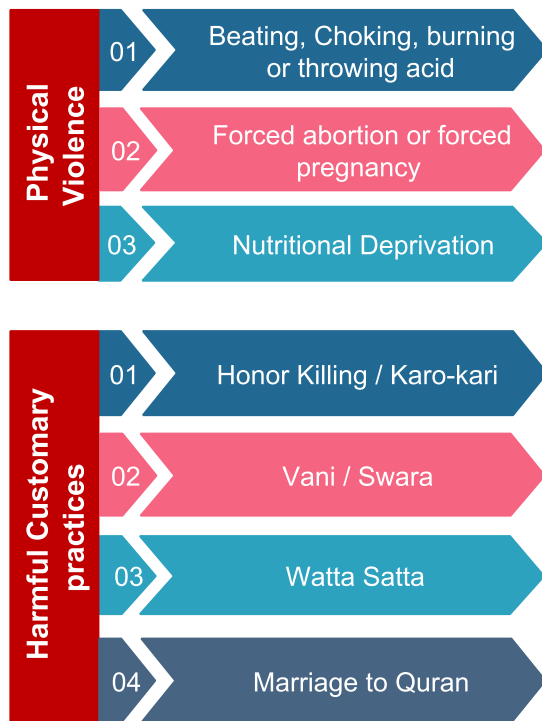 Physical
Violence
01
Beating, Choking, burning
or throwing acid
02
Forced abortion or forced
pregnancy
03
Nutritional Deprivation
Harmful Customary
practices
01
Honor Killing / Karo-kari
02
Vani / Swara
03
Watta Satta
04
Marriage to Quran